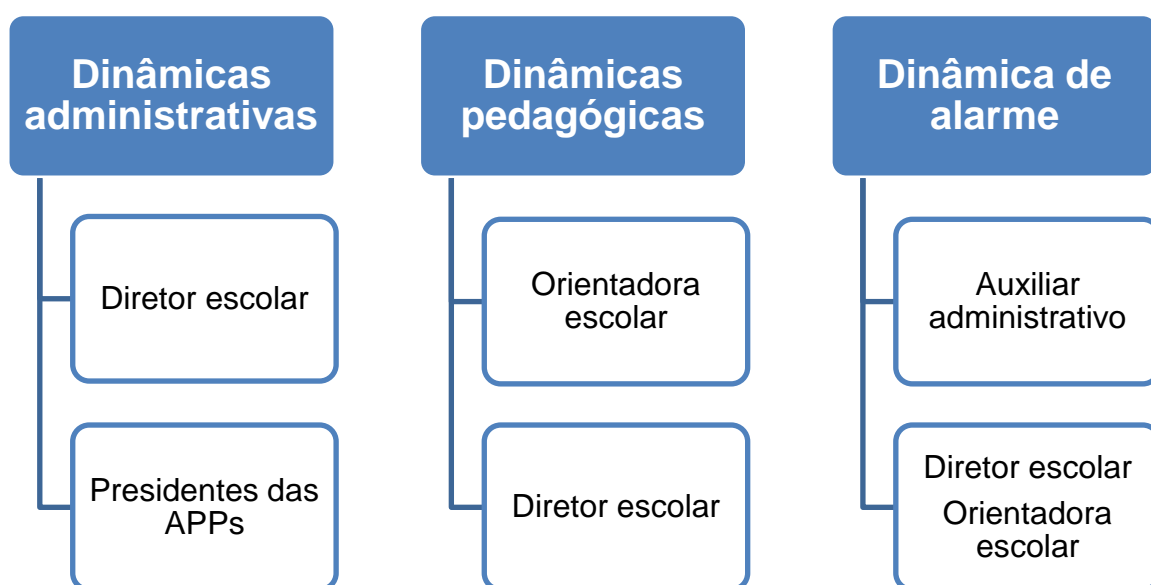 Dinâmicas
administrativas
Diretor escolar
Presidentes das
APPs
Dinâmicas
pedagógicas
Orientadora
escolar
Diretor escolar
Dinâmica de
alarme
Auxiliar
administrativo
Diretor escolar
Orientadora
escolar